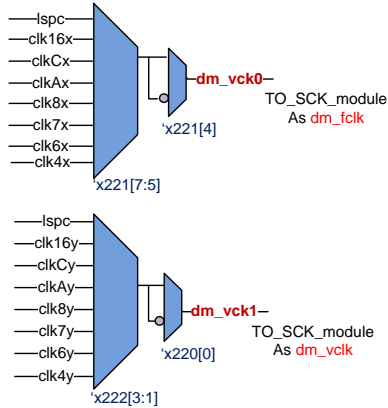 lspc
clk16x
clkCx
clkAx
clk8x
clk7x
clk6x
clk4x
dm_vck0
TO_SCK_module
As dm_fclk
'x221[4]
'x221[7:5]
lspc
clk16y
clkCy
clkAy
clk8y
clk7y
clk6y
clk4y
dm_vck1
TO_SCK_module
As dm_vclk
'x220[0]
'x222[3:1]